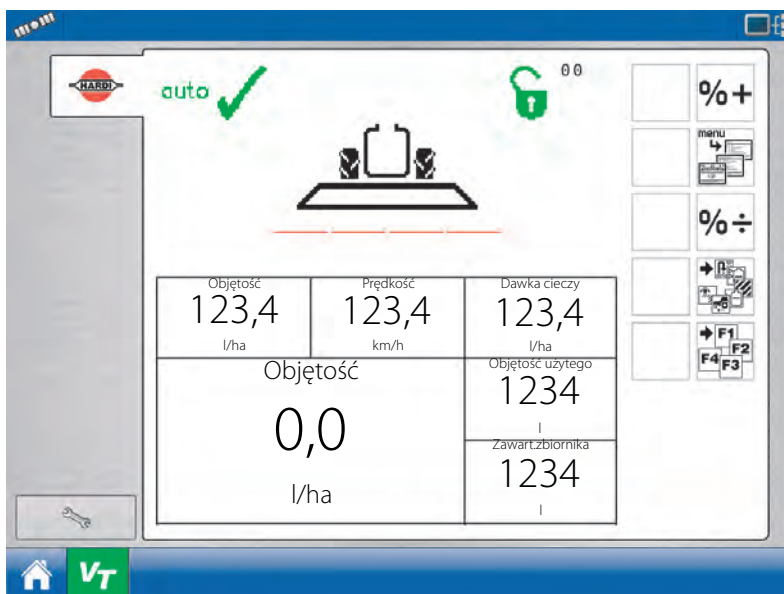 HARDI
auto
00
%+
menu
%÷
F1
F2
F4
F3
Objętość
123,4
l/ha
Prędkość
123,4
km/h
Dawka cieczy
123,4
l/ha
Objętość
0,0
l/ha
Objętość użytego
1234
l
Zawart.zbiornika
1234
l
VT